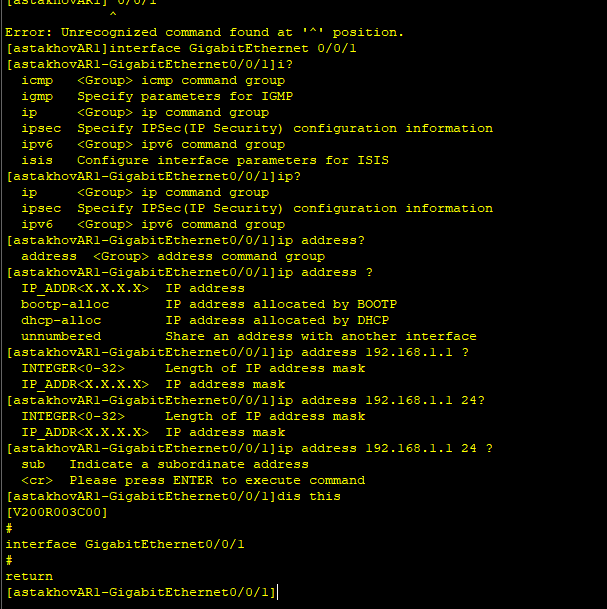 [astakhovAR1] 0/0/1
^
Error: Unrecognized command found at '^' position.
[astakhovAR1]interface GigabitEthernet 0/0/1
[astakhovAR1-GigabitEthernet0/0/1]i?
icmp <Group> icmp command group
igmp Specify parameters for IGMP
ip <Group> ip command group
ipsec Specify IPSec(IP Security) configuration information
ipv6 <Group> ipv6 command group
isis Configure interface parameters for ISIS
[astakhovAR1-GigabitEthernet0/0/1]ip?
ip <Group> ip command group
ipsec Specify IPSec(IP Security) configuration information
ipv6 <Group> ipv6 command group
[astakhovAR1-GigabitEthernet0/0/1]ip address?
address <Group> address command group
[astakhovAR1-GigabitEthernet0/0/1]ip address ?
IP_ADDR<X.X.X.X> IP address
bootp-alloc IP address allocated by BOOTP
dhcp-alloc IP address allocated by DHCP
unnumbered Share an address with another interface
[astakhovAR1-GigabitEthernet0/0/1]ip address 192.168.1.1 ?
INTEGER<0-32> Length of IP address mask
IP_ADDR<X.X.X.X> IP address mask
[astakhovAR1-GigabitEthernet0/0/1]ip address 192.168.1.1 24?
INTEGER<0-32> Length of IP address mask
IP_ADDR<X.X.X.X> IP address mask
[astakhovAR1-GigabitEthernet0/0/1]ip address 192.168.1.1 24 ?
sub Indicate a subordinate address
<cr> Please press ENTER to execute command
[astakhovAR1-GigabitEthernet0/0/1]dis this
[V200R003C00]
#
interface GigabitEthernet0/0/1
#
return
[astakhovAR1-GigabitEthernet0/0/1]